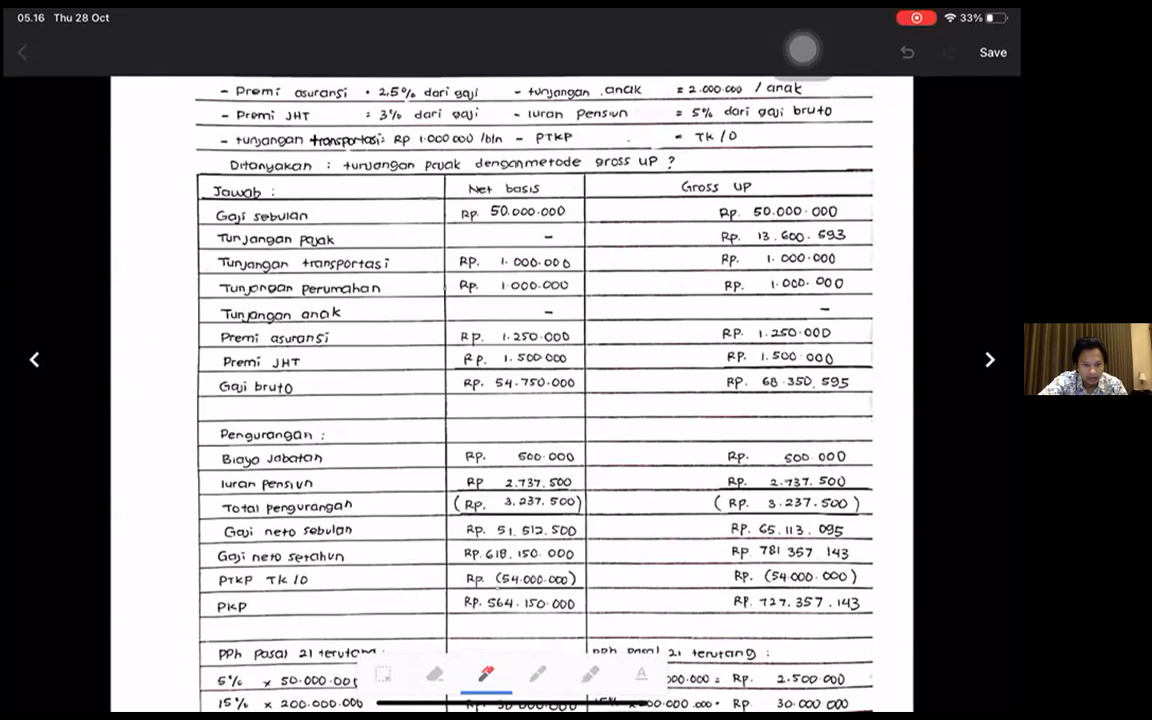 05.16 Thu 28 Oct
33%
Save
- Premi asuransi : 2,5% dari gaji - tunjangan anak = 2.000.000 / anak
- Premi JHT : 3% dari gaji - Iuran Pensiun = 5% dari gaji bruto
- tunjangan transportasi: Rp 1.000.000 /bln - PTKP - TK/0
Ditanyakan : tunjangan pajak dengan metode gross up ?
Jawab : Net basis Gross up
Gaji sebulan Rp. 50.000.000 Rp. 50.000.000
Tunjangan pajak - Rp. 13.600.593
Tunjangan transportasi Rp. 1.000.000 Rp. 1.000.000
Tunjangan perumahan Rp. 1.000.000 Rp. 1.000.000
Tunjangan anak - -
Premi asuransi Rp. 1.250.000 Rp. 1.250.000
Premi JHT Rp. 1.500.000 Rp. 1.500.000
Gaji bruto Rp. 54.750.000 Rp. 68.350.595
Pengurangan :
Biaya Jabatan Rp. 500.000 Rp. 500.000
Iuran pensiun Rp 2.737.500 Rp. 2.737.500
Total pengurangan (Rp. 3.237.500) (Rp. 3.237.500)
Gaji neto sebulan Rp. 51.512.500 Rp. 65.113.095
Gaji neto setahun Rp. 618.150.000 Rp 781 357 143
PTKP TK/0 Rp. (54.000.000) Rp. (54.000.000)
PKP Rp. 564.150.000 Rp. 727.357.143
PPh Pasal 21 terutang : pph pasal 21 terutang :
5% x 50.000.000 000.000 = Rp. 2.500.000
15% x 200.000.000 Rp 30.000.000 15% x 200.000.000 = Rp. 30.000.000
A